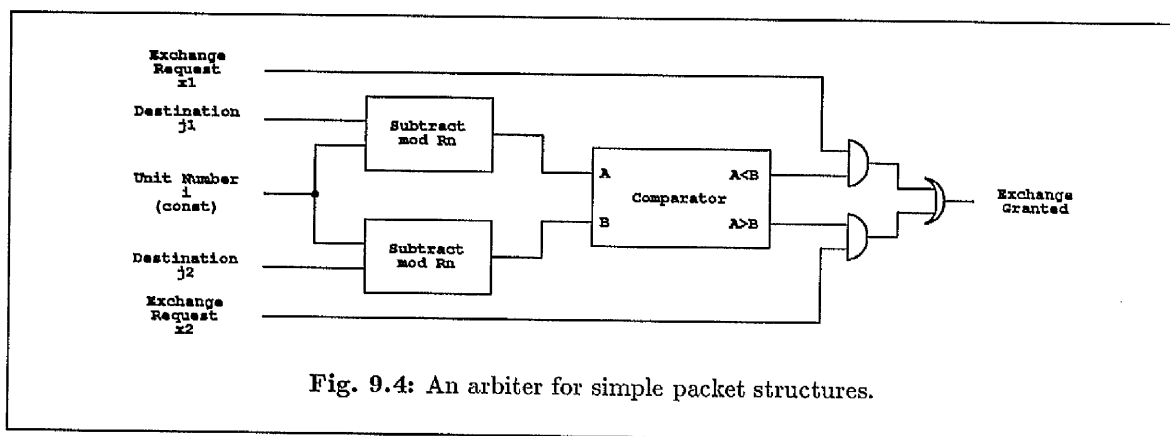 Exchange
Request
x1
Destination
j1
Subtract
mod Rn
Unit Number
i
(const)
A
A<B
Comparator
B
A>B
Exchange
Granted
Destination
j2
Subtract
mod Rn
Exchange
Request
x2
Fig. 9.4: An arbiter for simple packet structures.